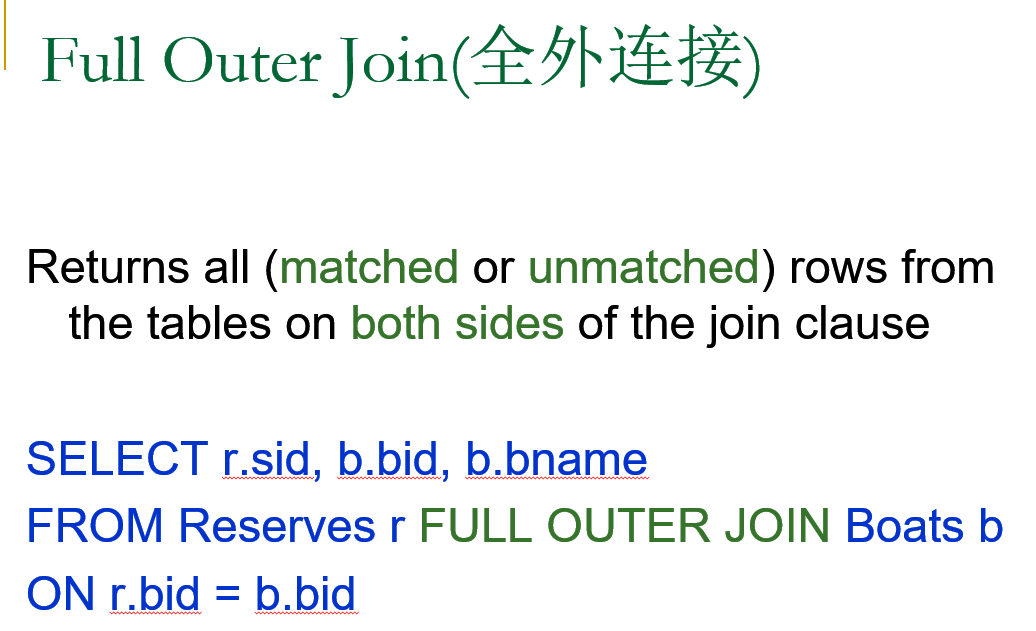 Full Outer Join(全外连接)
Returns all (matched or unmatched) rows from
the tables on both sides of the join clause
SELECT r.sid, b.bid, b.bname
FROM Reserves r FULL OUTER JOIN Boats b
ON r.bid = b.bid